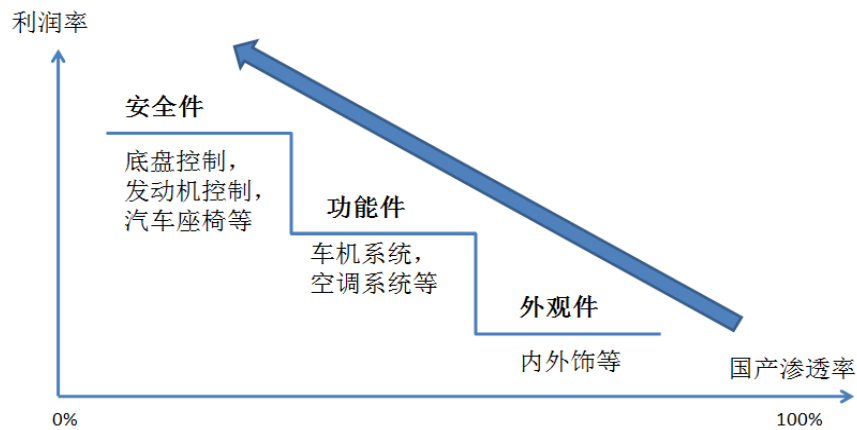 利润率
安全件
底盘控制，
发动机控制，
汽车座椅等
功能件
车机系统，
空调系统等
外观件
内外饰等
国产渗透率
0%
100%